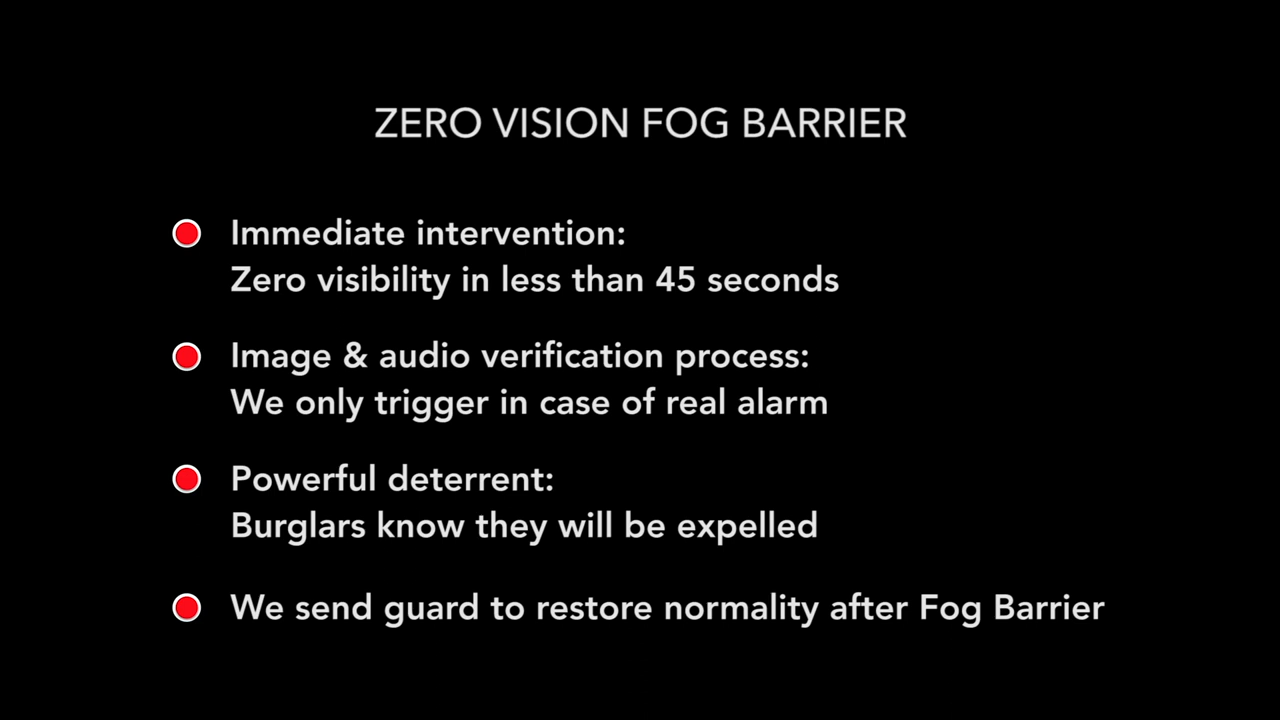 ZERO VISION FOG BARRIER
Immediate intervention:
Zero visibility in less than 45 seconds
Image & audio verification process:
We only trigger in case of real alarm
Powerful deterrent:
Burglars know they will be expelled
We send guard to restore normality after Fog Barrier